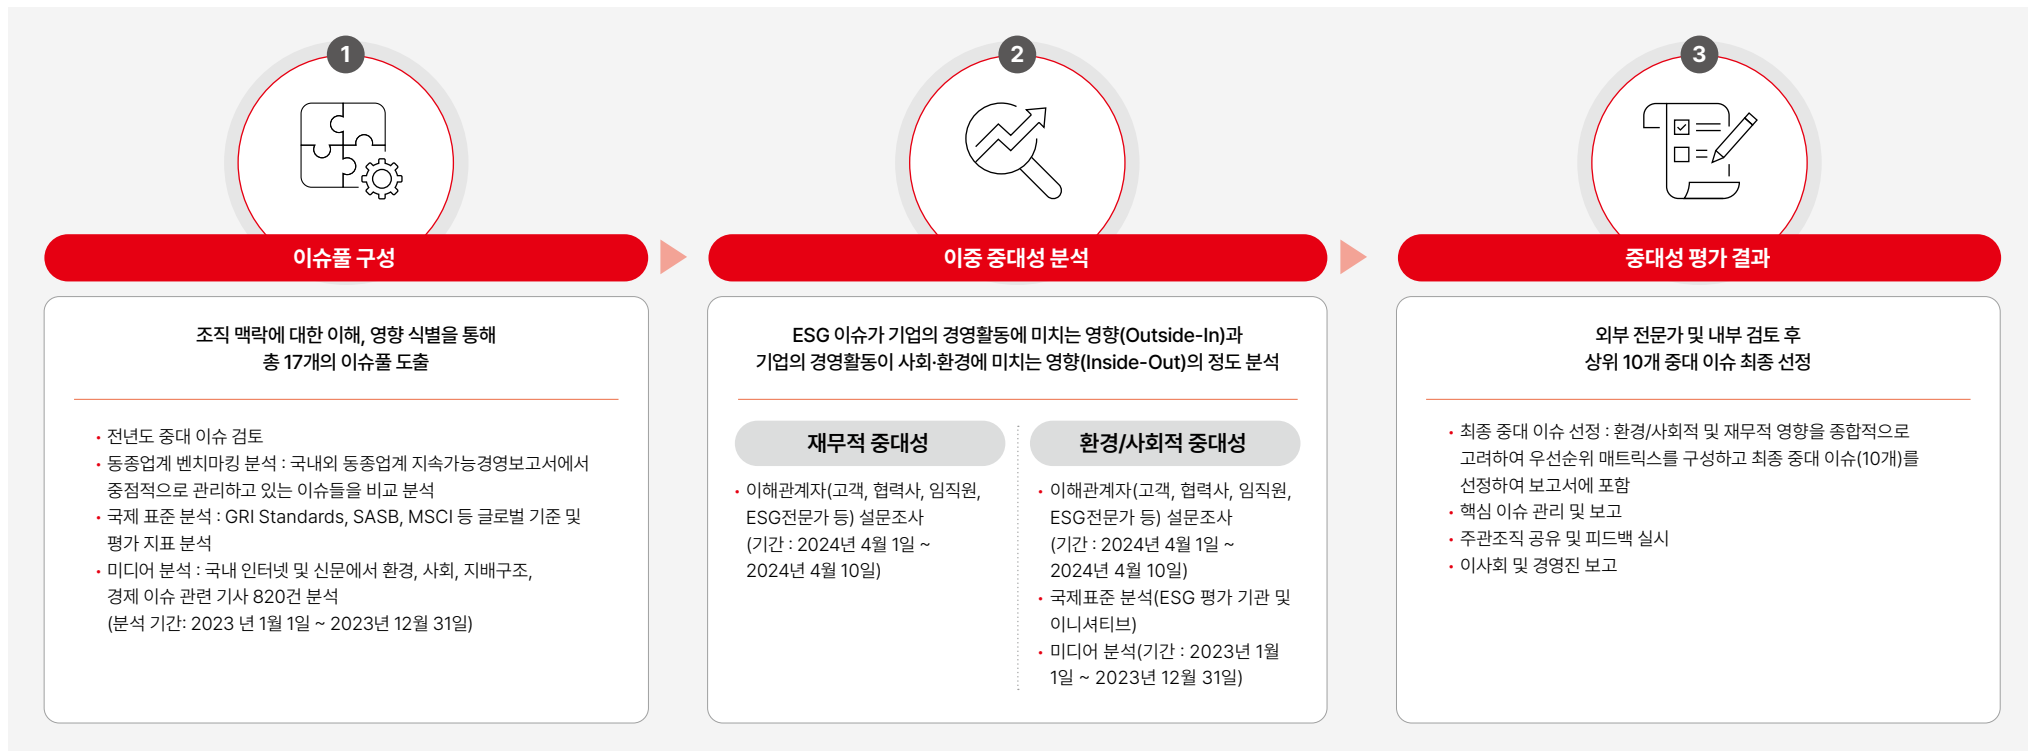 1
이슈풀 구성
조직 맥락에 대한 이해, 영향 식별을 통해
총 17개의 이슈풀 도출
• 전년도 중대 이슈 검토
• 동종업계 벤치마킹 분석 : 국내외 동종업계 지속가능경영보고서에서
중점적으로 관리하고 있는 이슈들을 비교 분석
• 국제 표준 분석 : GRI Standards, SASB, MSCI 등 글로벌 기준 및
평가 지표 분석
• 미디어 분석 : 국내 인터넷 및 신문에서 환경, 사회, 지배구조,
경제 이슈 관련 기사 820건 분석
(분석 기간: 2023 년 1월 1일 ~ 2023년 12월 31일)
2
이중 중대성 분석
ESG 이슈가 기업의 경영활동에 미치는 영향(Outside-In)과
기업의 경영활동이 사회·환경에 미치는 영향(Inside-Out)의 정도 분석
재무적 중대성
• 이해관계자(고객, 협력사, 임직원,
ESG전문가 등) 설문조사
(기간 : 2024년 4월 1일 ~
2024년 4월 10일)
환경/사회적 중대성
• 이해관계자(고객, 협력사, 임직원,
ESG전문가 등) 설문조사
(기간 : 2024년 4월 1일 ~
2024년 4월 10일)
• 국제표준 분석(ESG 평가 기관 및
이니셔티브)
• 미디어 분석(기간 : 2023년 1월
1일 ~ 2023년 12월 31일)
3
중대성 평가 결과
외부 전문가 및 내부 검토 후
상위 10개 중대 이슈 최종 선정
• 최종 중대 이슈 선정 : 환경/사회적 및 재무적 영향을 종합적으로
고려하여 우선순위 매트릭스를 구성하고 최종 중대 이슈(10개)를
선정하여 보고서에 포함
• 핵심 이슈 관리 및 보고
• 주관조직 공유 및 피드백 실시
• 이사회 및 경영진 보고